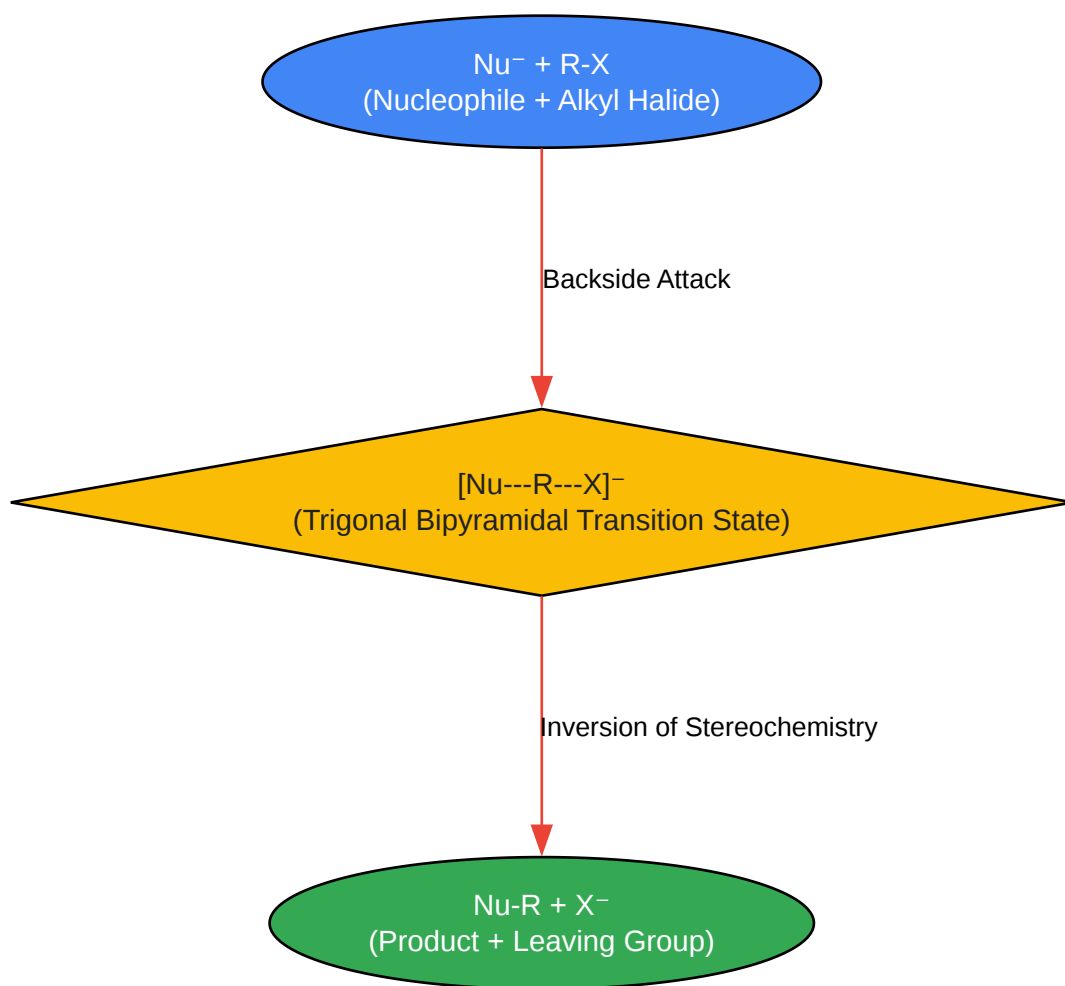 Nu⁻ + R-X
(Nucleophile + Alkyl Halide)
Backside Attack
[Nu---R---X]⁻
(Trigonal Bipyramidal Transition State)
Inversion of Stereochemistry
Nu-R + X⁻
(Product + Leaving Group)